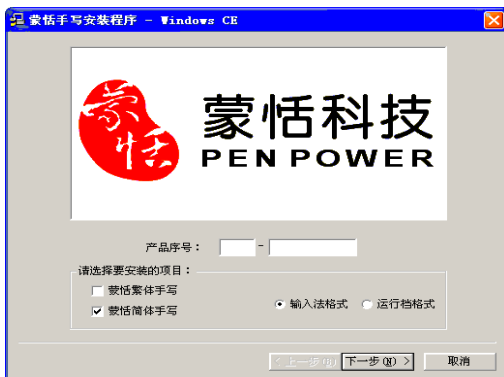 蒙恬手写安装程序 - Windows CE
蒙恬
蒙恬科技
PEN POWER
产品序号： -
请选择要安装的项目：
蒙恬繁体手写
蒙恬简体手写
输入法格式 运行档格式
< 上一步(B) 下一步(N) > 取消